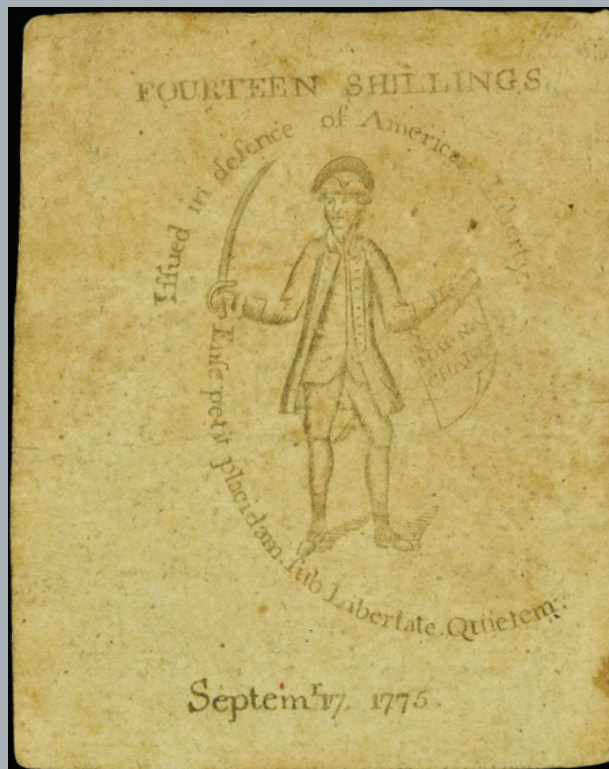 FOURTEEN SHILLINGS.
Iſſued in defence of American Liberty.
Enſe petit placidam. ſub Libertate. Quietem:
MAGNA
CHARTA
Septemʳ. 17. 1775.